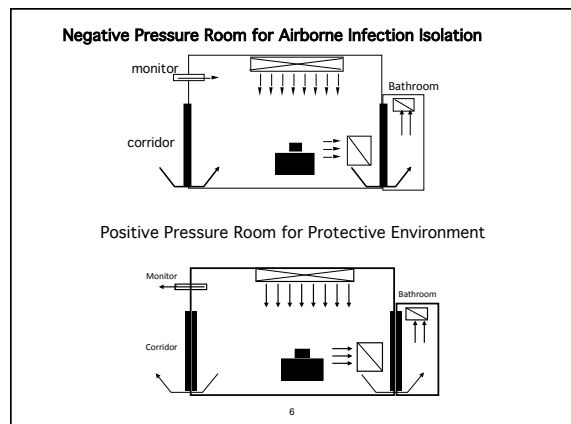 Negative Pressure Room for Airborne Infection Isolation
monitor
Bathroom
corridor
Positive Pressure Room for Protective Environment
Monitor
Bathroom
Corridor
6